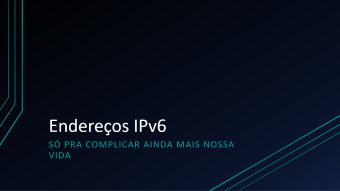 Endereços IPv6
SÓ PRA COMPLICAR AINDA MAIS NOSSA
VIDA